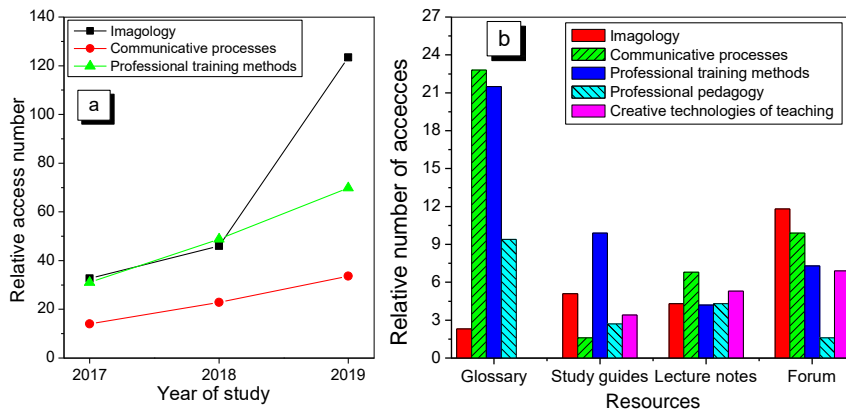 140
120
100
80
60
40
20
0
Relative access number
Imagology
Communicative processes
Professional training methods
a
2017
2018
2019
Year of study
27
24
21
18
15
12
9
6
3
0
Relative number of accecces
b
Imagology
Communicative processes
Professional training methods
Professional pedagogy
Creative technologies of teaching
Glossary
Study guides
Lecture notes
Forum
Resources